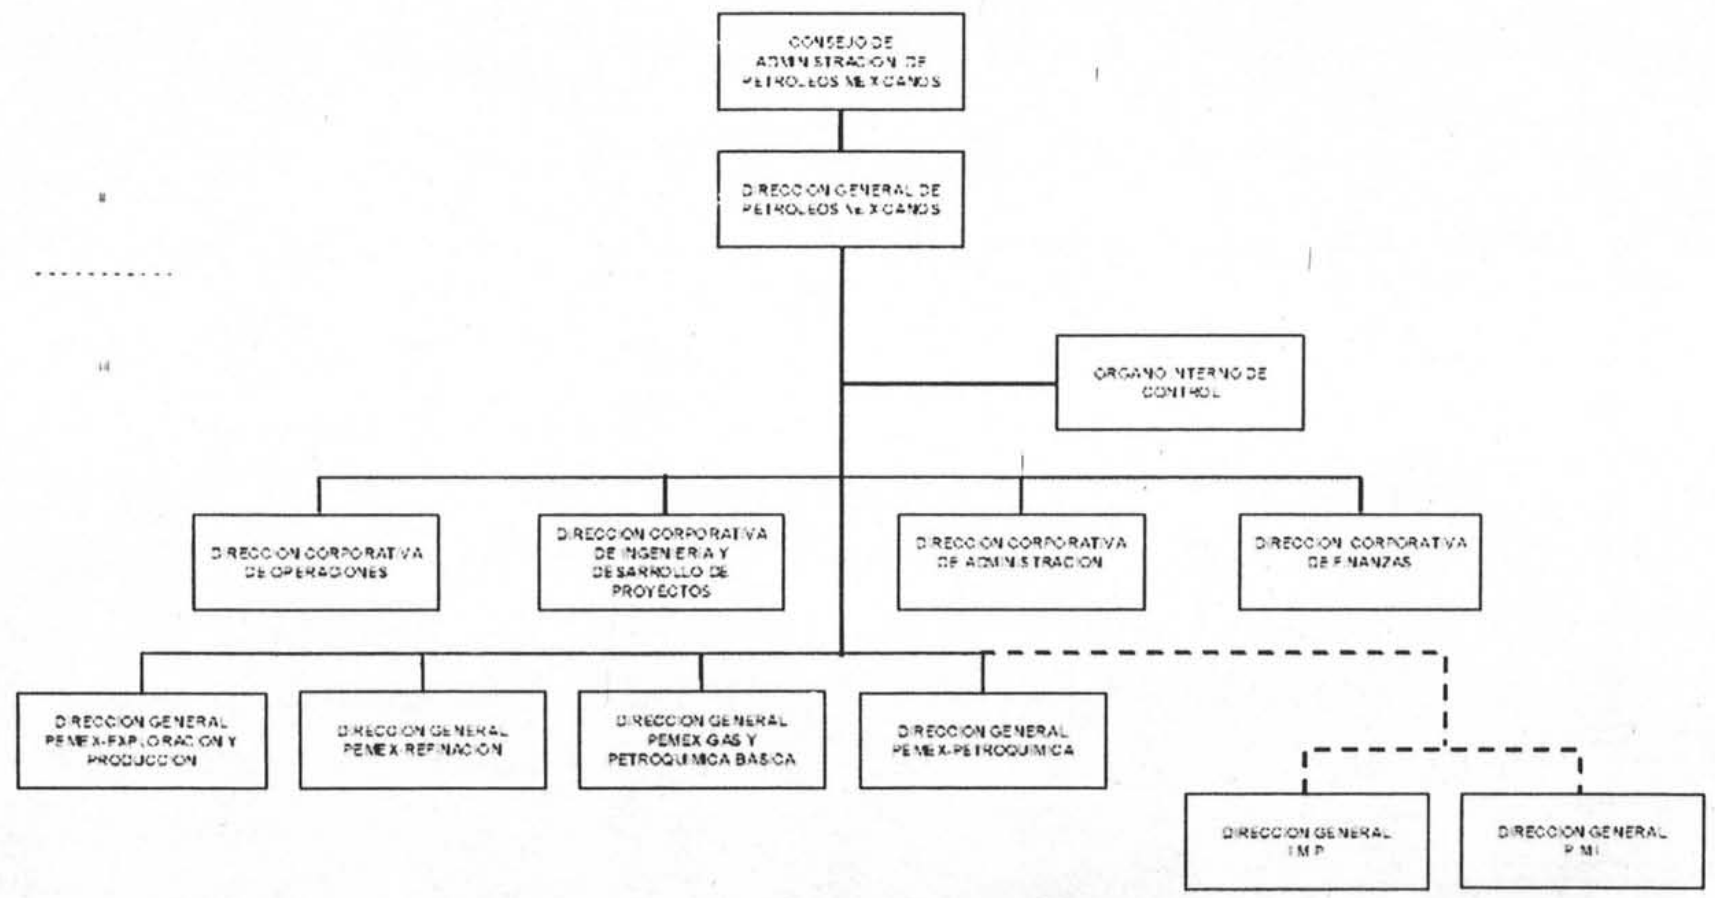 CONSEJO DE
ADMINISTRACION DE
PETROLEOS MEXICANOS
DIRECCION GENERAL DE
PETROLEOS MEXICANOS
ORGANO INTERNO DE
CONTROL
DIRECCION CORPORATIVA
DE OPERACIONES
DIRECCION CORPORATIVA
DE INGENIERIA Y
DESARROLLO DE
PROYECTOS
DIRECCION CORPORATIVA
DE ADMINISTRACION
DIRECCION CORPORATIVA
DE FINANZAS
DIRECCION GENERAL
PEMEX-EXPLORACION Y
PRODUCCION
DIRECCION GENERAL
PEMEX-REFINACION
DIRECCION GENERAL
PEMEX GAS Y
PETROQUIMICA BASICA
DIRECCION GENERAL
PEMEX-PETROQUIMICA
DIRECCION GENERAL
I.M.P.
DIRECCION GENERAL
P.M.I.